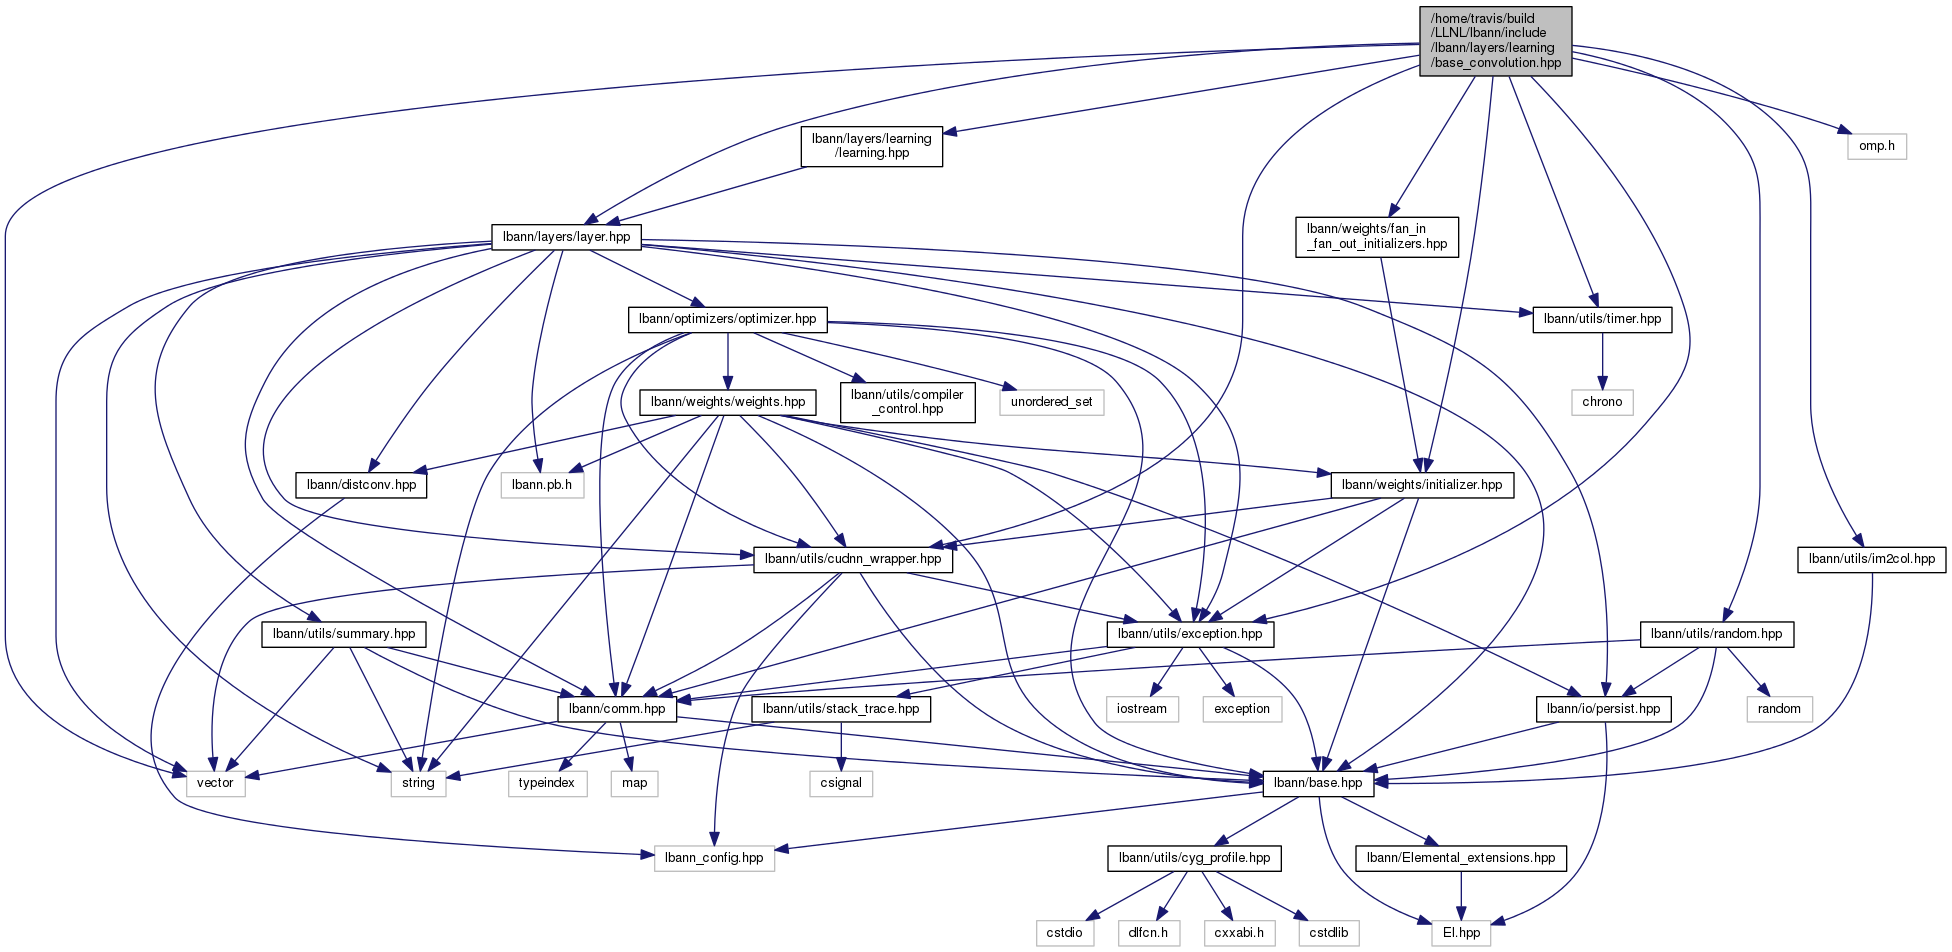 /home/travis/build
/LLNL/lbann/include
/lbann/layers/learning
/base_convolution.hpp
lbann/layers/learning
/learning.hpp
omp.h
lbann/layers/layer.hpp
lbann/weights/fan_in
_fan_out_initializers.hpp
lbann/optimizers/optimizer.hpp
lbann/utils/timer.hpp
lbann/weights/weights.hpp
lbann/utils/compiler
_control.hpp
unordered_set
chrono
lbann/distconv.hpp
lbann.pb.h
lbann/weights/initializer.hpp
lbann/utils/cudnn_wrapper.hpp
lbann/utils/im2col.hpp
lbann/utils/summary.hpp
lbann/utils/exception.hpp
lbann/utils/random.hpp
lbann/comm.hpp
lbann/utils/stack_trace.hpp
iostream
exception
lbann/io/persist.hpp
random
vector
string
typeindex
map
csignal
lbann/base.hpp
lbann_config.hpp
lbann/utils/cyg_profile.hpp
lbann/Elemental_extensions.hpp
cstdio
dlfcn.h
cxxabi.h
cstdlib
El.hpp